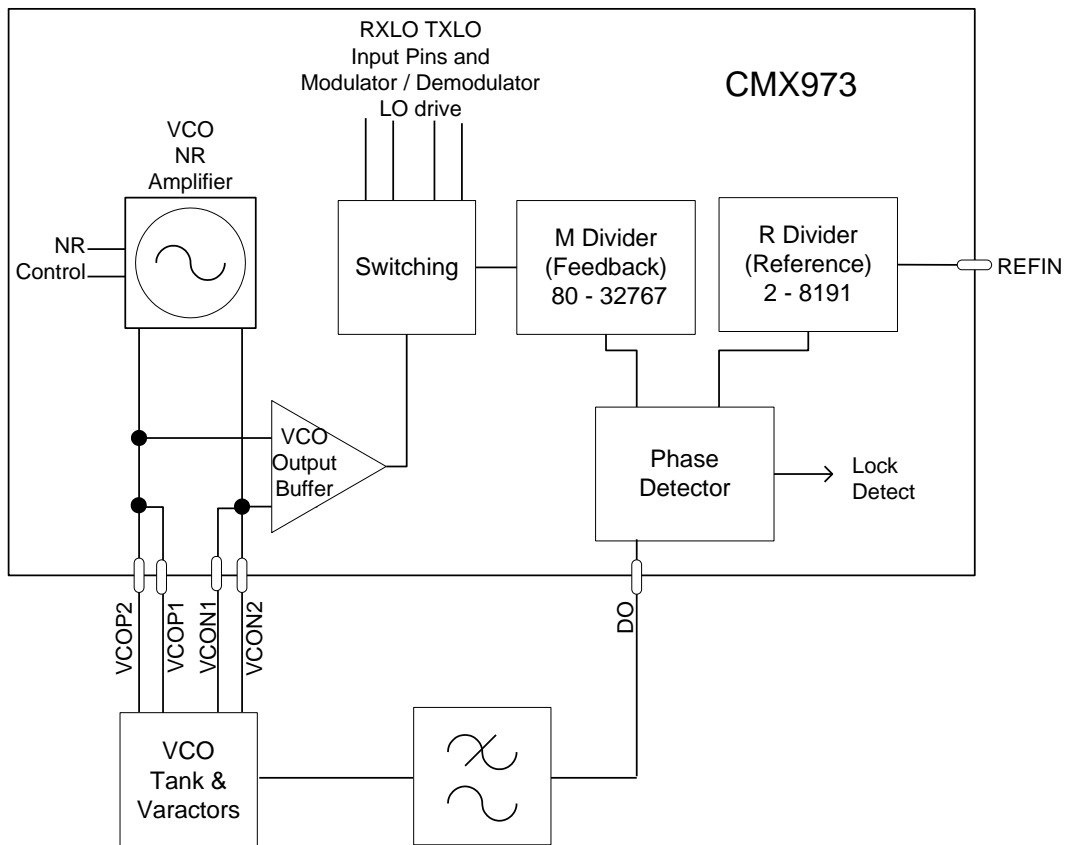 RXLO TXLO
Input Pins and
Modulator / Demodulator
LO drive
CMX973
VCO
NR
Amplifier
NR
Control
Switching
M Divider
(Feedback)
80 - 32767
R Divider
(Reference)
2 - 8191
REFIN
VCO
Output
Buffer
Phase
Detector
Lock
Detect
VCOP2
VCOP1
VCON1
VCON2
DO
VCO
Tank &
Varactors